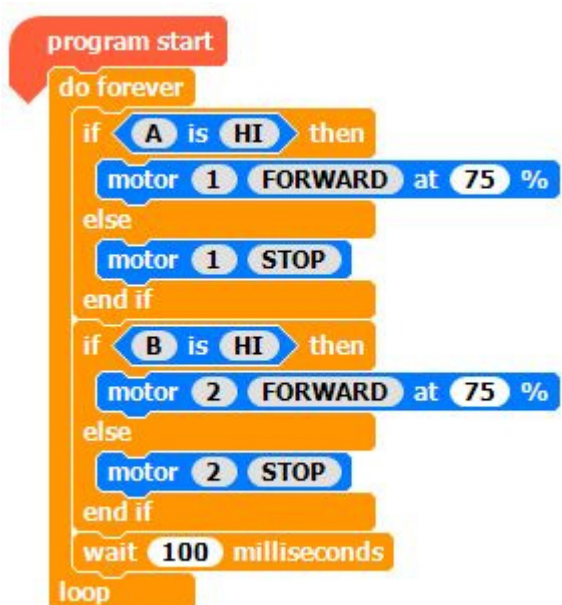 program start
do forever
if A is HI then
motor 1 FORWARD at 75 %
else
motor 1 STOP
end if
if B is HI then
motor 2 FORWARD at 75 %
else
motor 2 STOP
end if
wait 100 milliseconds
loop